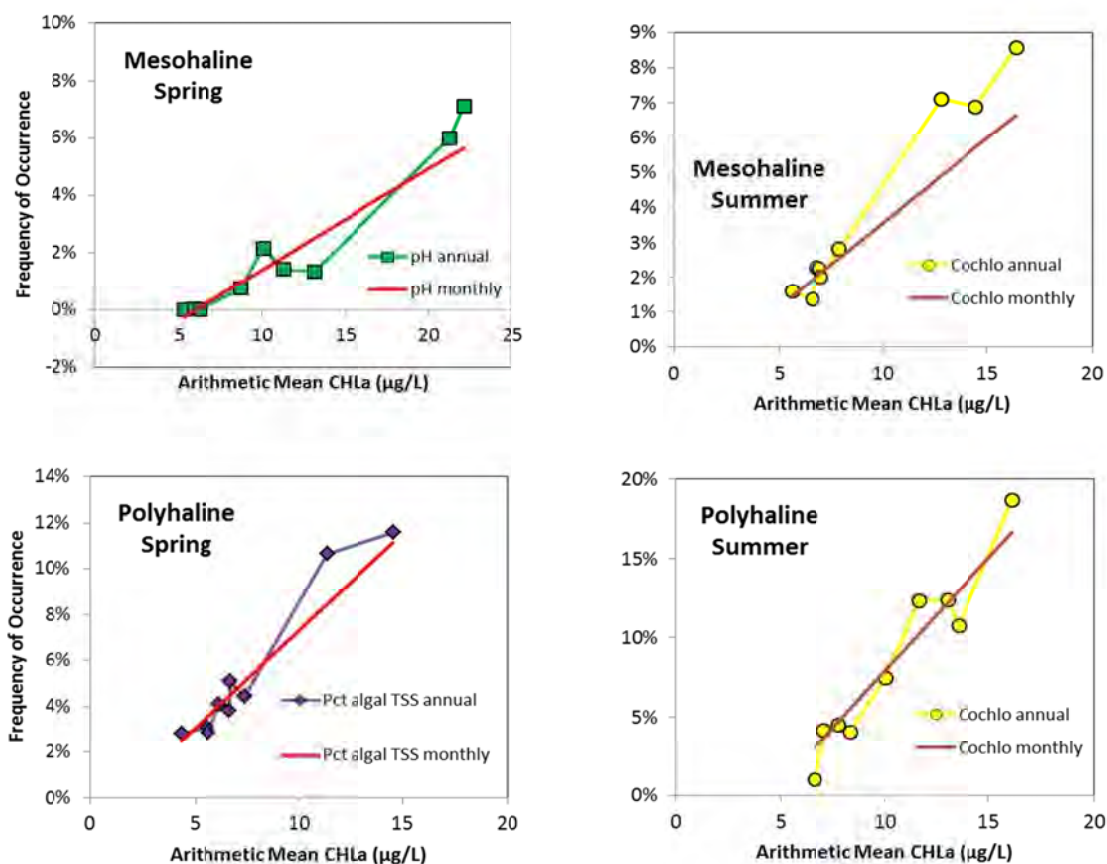 10%
8%
6%
4%
2%
0%
-2%
0 5 10 15 20 25
Frequency of Occurrence
Mesohaline
Spring
pH annual
pH monthly
Arithmetic Mean CHLa (µg/L)
9%
8%
7%
6%
5%
4%
3%
2%
1%
0%
0 5 10 15 20
Mesohaline
Summer
Cochlo annual
Cochlo monthly
Arithmetic Mean CHLa (µg/L)
14%
12%
10%
8%
6%
4%
2%
0%
0 5 10 15 20
Frequency of Occurrence
Polyhaline
Spring
Pct algal TSS annual
Pct algal TSS monthly
Arithmetic Mean CHLa (µg/L)
20%
15%
10%
5%
0%
0 5 10 15 20
Polyhaline
Summer
Cochlo annual
Cochlo monthly
Arithmetic Mean CHLa (µg/L)